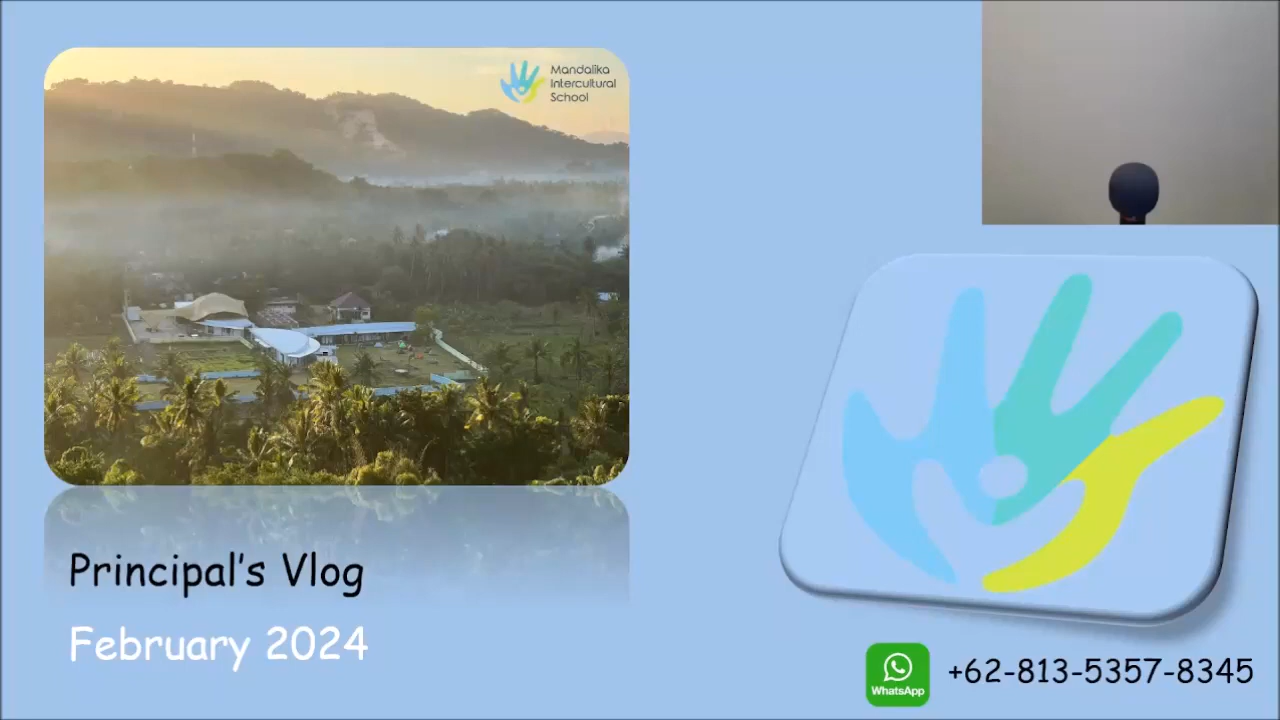 Mandalika
Intercultural
School
Principal's Vlog
February 2024
WhatsApp
+62-813-5357-8345